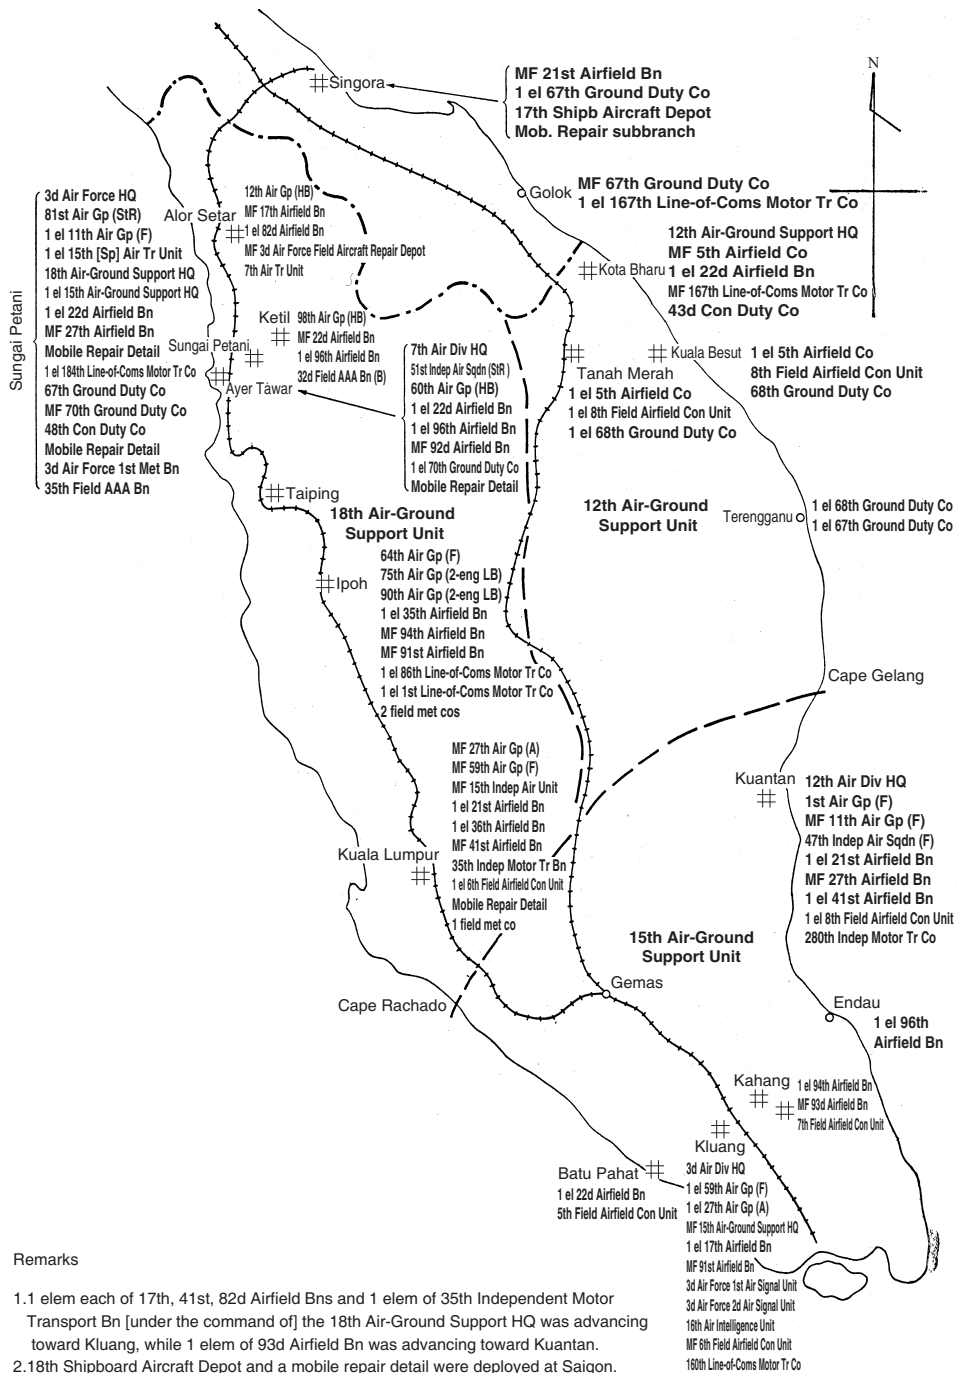 N
Singora
MF 21st Airfield Bn
1 el 67th Ground Duty Co
17th Shipb Aircraft Depot
Mob. Repair subbranch
Golok
MF 67th Ground Duty Co
1 el 167th Line-of-Coms Motor Tr Co
Sungai Petani
3d Air Force HQ
81st Air Gp (StR)
1 el 11th Air Gp (F)
1 el 15th [Sp] Air Tr Unit
18th Air-Ground Support HQ
1 el 15th Air-Ground Support HQ
1 el 22d Airfield Bn
MF 27th Airfield Bn
Mobile Repair Detail
1 el 184th Line-of-Coms Motor Tr Co
67th Ground Duty Co
MF 70th Ground Duty Co
48th Con Duty Co
Mobile Repair Detail
3d Air Force 1st Met Bn
35th Field AAA Bn
Alor Setar
12th Air Gp (HB)
MF 17th Airfield Bn
1 el 82d Airfield Bn
MF 3d Air Force Field Aircraft Repair Depot
7th Air Tr Unit
Kota Bharu
12th Air-Ground Support HQ
MF 5th Airfield Co
1 el 22d Airfield Bn
MF 167th Line-of-Coms Motor Tr Co
43d Con Duty Co
Ketil
98th Air Gp (HB)
MF 22d Airfield Bn
1 el 96th Airfield Bn
32d Field AAA Bn (B)
Sungai Petani
Ayer Tawar
7th Air Div HQ
51st Indep Air Sqdn (StR )
60th Air Gp (HB)
1 el 22d Airfield Bn
1 el 96th Airfield Bn
MF 92d Airfield Bn
1 el 70th Ground Duty Co
Mobile Repair Detail
Tanah Merah
1 el 5th Airfield Co
1 el 8th Field Airfield Con Unit
1 el 68th Ground Duty Co
Kuala Besut
1 el 5th Airfield Co
8th Field Airfield Con Unit
68th Ground Duty Co
Taiping
18th Air-Ground
Support Unit
12th Air-Ground
Support Unit
Terengganu
1 el 68th Ground Duty Co
1 el 67th Ground Duty Co
Ipoh
64th Air Gp (F)
75th Air Gp (2-eng LB)
90th Air Gp (2-eng LB)
1 el 35th Airfield Bn
MF 94th Airfield Bn
MF 91st Airfield Bn
1 el 86th Line-of-Coms Motor Tr Co
1 el 1st Line-of-Coms Motor Tr Co
2 field met cos
Cape Gelang
Kuala Lumpur
MF 27th Air Gp (A)
MF 59th Air Gp (F)
MF 15th Indep Air Unit
1 el 21st Airfield Bn
1 el 36th Airfield Bn
MF 41st Airfield Bn
35th Indep Motor Tr Bn
1 el 6th Field Airfield Con Unit
Mobile Repair Detail
1 field met co
Kuantan
12th Air Div HQ
1st Air Gp (F)
MF 11th Air Gp (F)
47th Indep Air Sqdn (F)
1 el 21st Airfield Bn
MF 27th Airfield Bn
1 el 41st Airfield Bn
1 el 8th Field Airfield Con Unit
280th Indep Motor Tr Co
15th Air-Ground
Support Unit
Gemas
Cape Rachado
Endau
1 el 96th
Airfield Bn
Kahang
1 el 94th Airfield Bn
MF 93d Airfield Bn
7th Field Airfield Con Unit
Batu Pahat
1 el 22d Airfield Bn
5th Field Airfield Con Unit
Kluang
3d Air Div HQ
1 el 59th Air Gp (F)
1 el 27th Air Gp (A)
MF 15th Air-Ground Support HQ
1 el 17th Airfield Bn
MF 91st Airfield Bn
3d Air Force 1st Air Signal Unit
3d Air Force 2d Air Signal Unit
16th Air Intelligence Unit
MF 6th Field Airfield Con Unit
160th Line-of-Coms Motor Tr Co
Remarks
1.1 elem each of 17th, 41st, 82d Airfield Bns and 1 elem of 35th Independent Motor
Transport Bn [under the command of] the 18th Air-Ground Support HQ was advancing
toward Kluang, while 1 elem of 93d Airfield Bn was advancing toward Kuantan.
2.18th Shipboard Aircraft Depot and a mobile repair detail were deployed at Saigon.